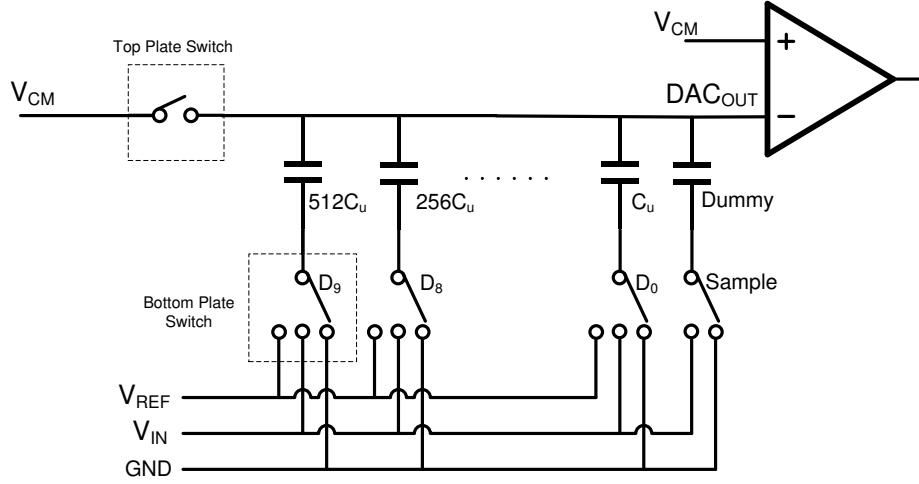 V_CM
Top Plate Switch
V_CM
+
DAC_OUT
−
512C_u
256C_u
. . . . . .
C_u
Dummy
Bottom Plate
Switch
D_9
D_8
D_0
Sample
V_REF
V_IN
GND